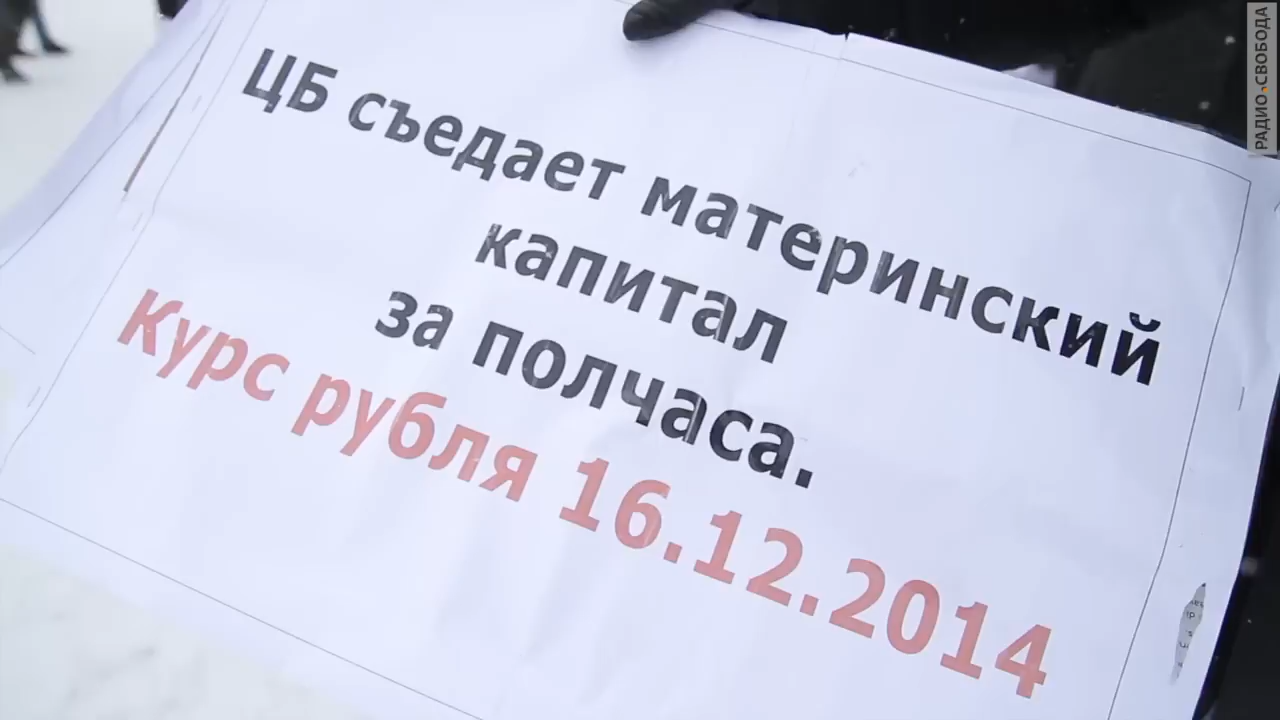 ЦБ съедает материнский
капитал
за полчаса.
Курс рубля 16.12.2014
РАДИО СВОБОДА